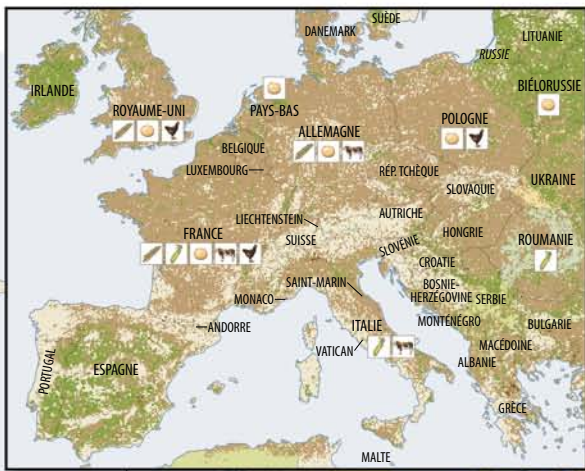 SUÈDE
DANEMARK
LITUANIE
RUSSIE
IRLANDE
BIÉLORUSSIE
ROYAUME-UNI
PAYS-BAS
ALLEMAGNE
POLOGNE
BELGIQUE
LUXEMBOURG
RÉP. TCHÈQUE
SLOVAQUIE
UKRAINE
FRANCE
LIECHTENSTEIN
SUISSE
AUTRICHE
HONGRIE
ROUMANIE
SLOVÉNIE
CROATIE
SAINT-MARIN
BOSNIE-
HERZÉGOVINE
SERBIE
MONACO
ANDORRE
ITALIE
MONTÉNÉGRO
BULGARIE
VATICAN
MACÉDOINE
ALBANIE
PORTUGAL
ESPAGNE
GRÈCE
MALTE